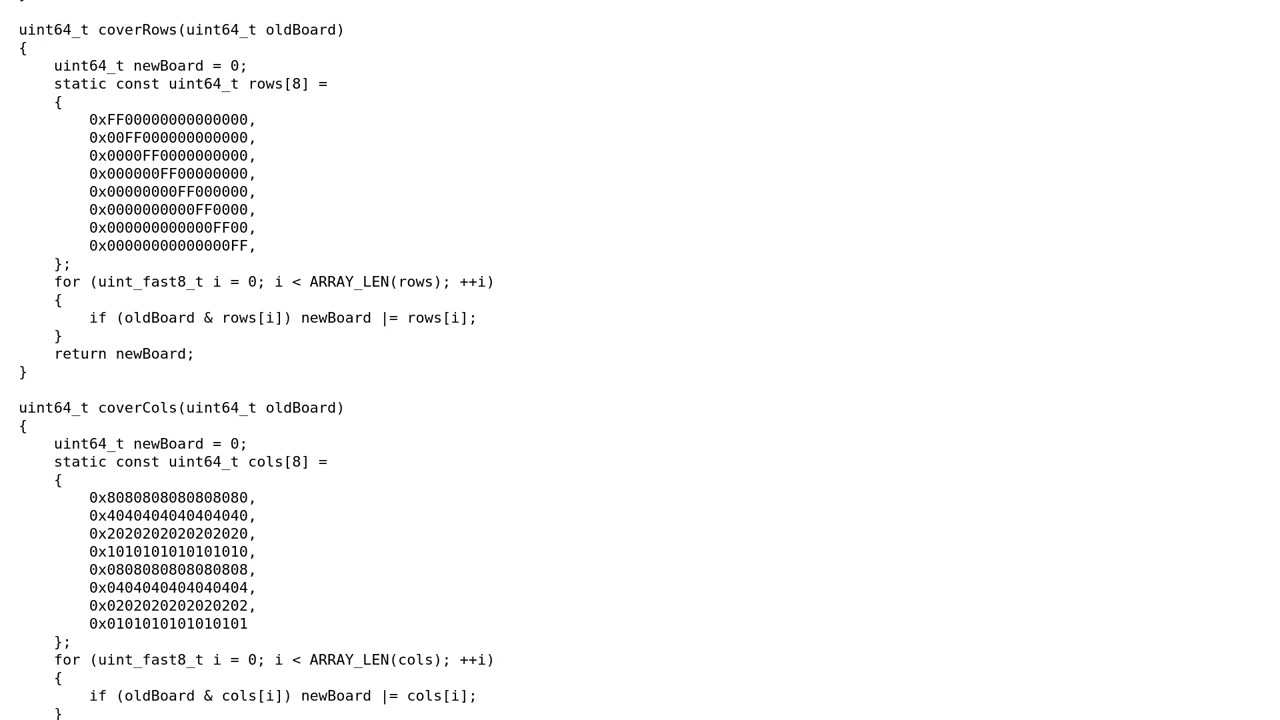 uint64_t coverRows(uint64_t oldBoard)
{
    uint64_t newBoard = 0;
    static const uint64_t rows[8] =
    {
        0xFF00000000000000,
        0x00FF000000000000,
        0x0000FF0000000000,
        0x000000FF00000000,
        0x00000000FF000000,
        0x0000000000FF0000,
        0x000000000000FF00,
        0x00000000000000FF,
    };
    for (uint_fast8_t i = 0; i < ARRAY_LEN(rows); ++i)
    {
        if (oldBoard & rows[i]) newBoard |= rows[i];
    }
    return newBoard;
}

uint64_t coverCols(uint64_t oldBoard)
{
    uint64_t newBoard = 0;
    static const uint64_t cols[8] =
    {
        0x8080808080808080,
        0x4040404040404040,
        0x2020202020202020,
        0x1010101010101010,
        0x0808080808080808,
        0x0404040404040404,
        0x0202020202020202,
        0x0101010101010101
    };
    for (uint_fast8_t i = 0; i < ARRAY_LEN(cols); ++i)
    {
        if (oldBoard & cols[i]) newBoard |= cols[i];
    }